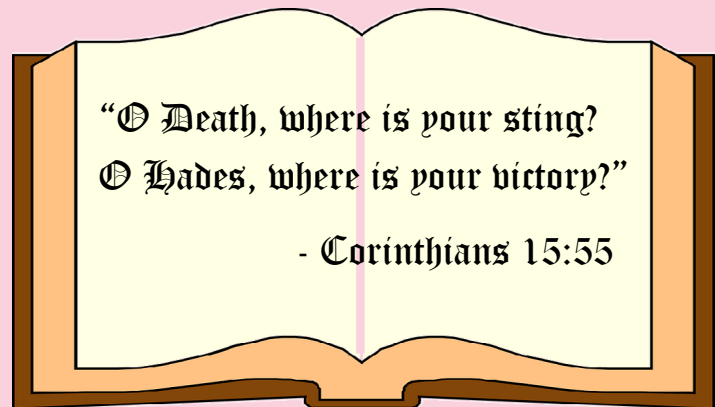 “O Death, where is your sting?
O Hades, where is your victory?”
- Corinthians 15:55